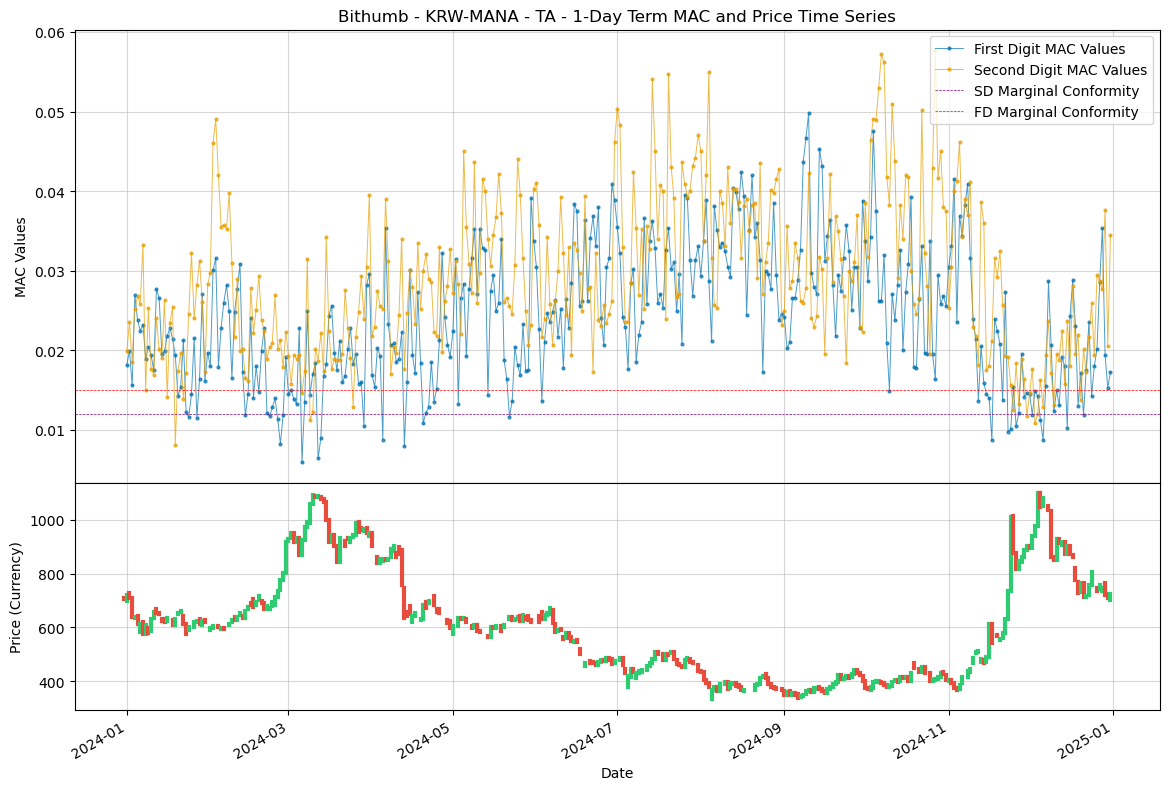 Bithumb - KRW-MANA - TA - 1-Day Term MAC and Price Time Series
MAC Values
0.06
0.05
0.04
0.03
0.02
0.01
First Digit MAC Values
Second Digit MAC Values
SD Marginal Conformity
FD Marginal Conformity
Price (Currency)
1000
800
600
400
2024-01
2024-03
2024-05
2024-07
2024-09
2024-11
2025-01
Date